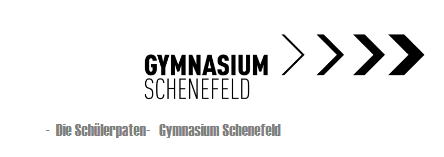 GYMNASIUM
SCHENEFELD
- Die Schülerpaten- Gymnasium Schenefeld